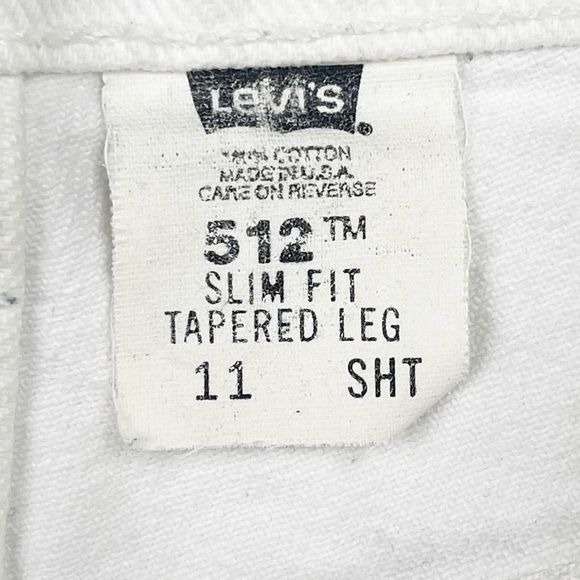 LEVI'S
®
100% COTTON
MADE IN U.S.A.
CARE ON REVERSE
512™
SLIM FIT
TAPERED LEG
11 SHT